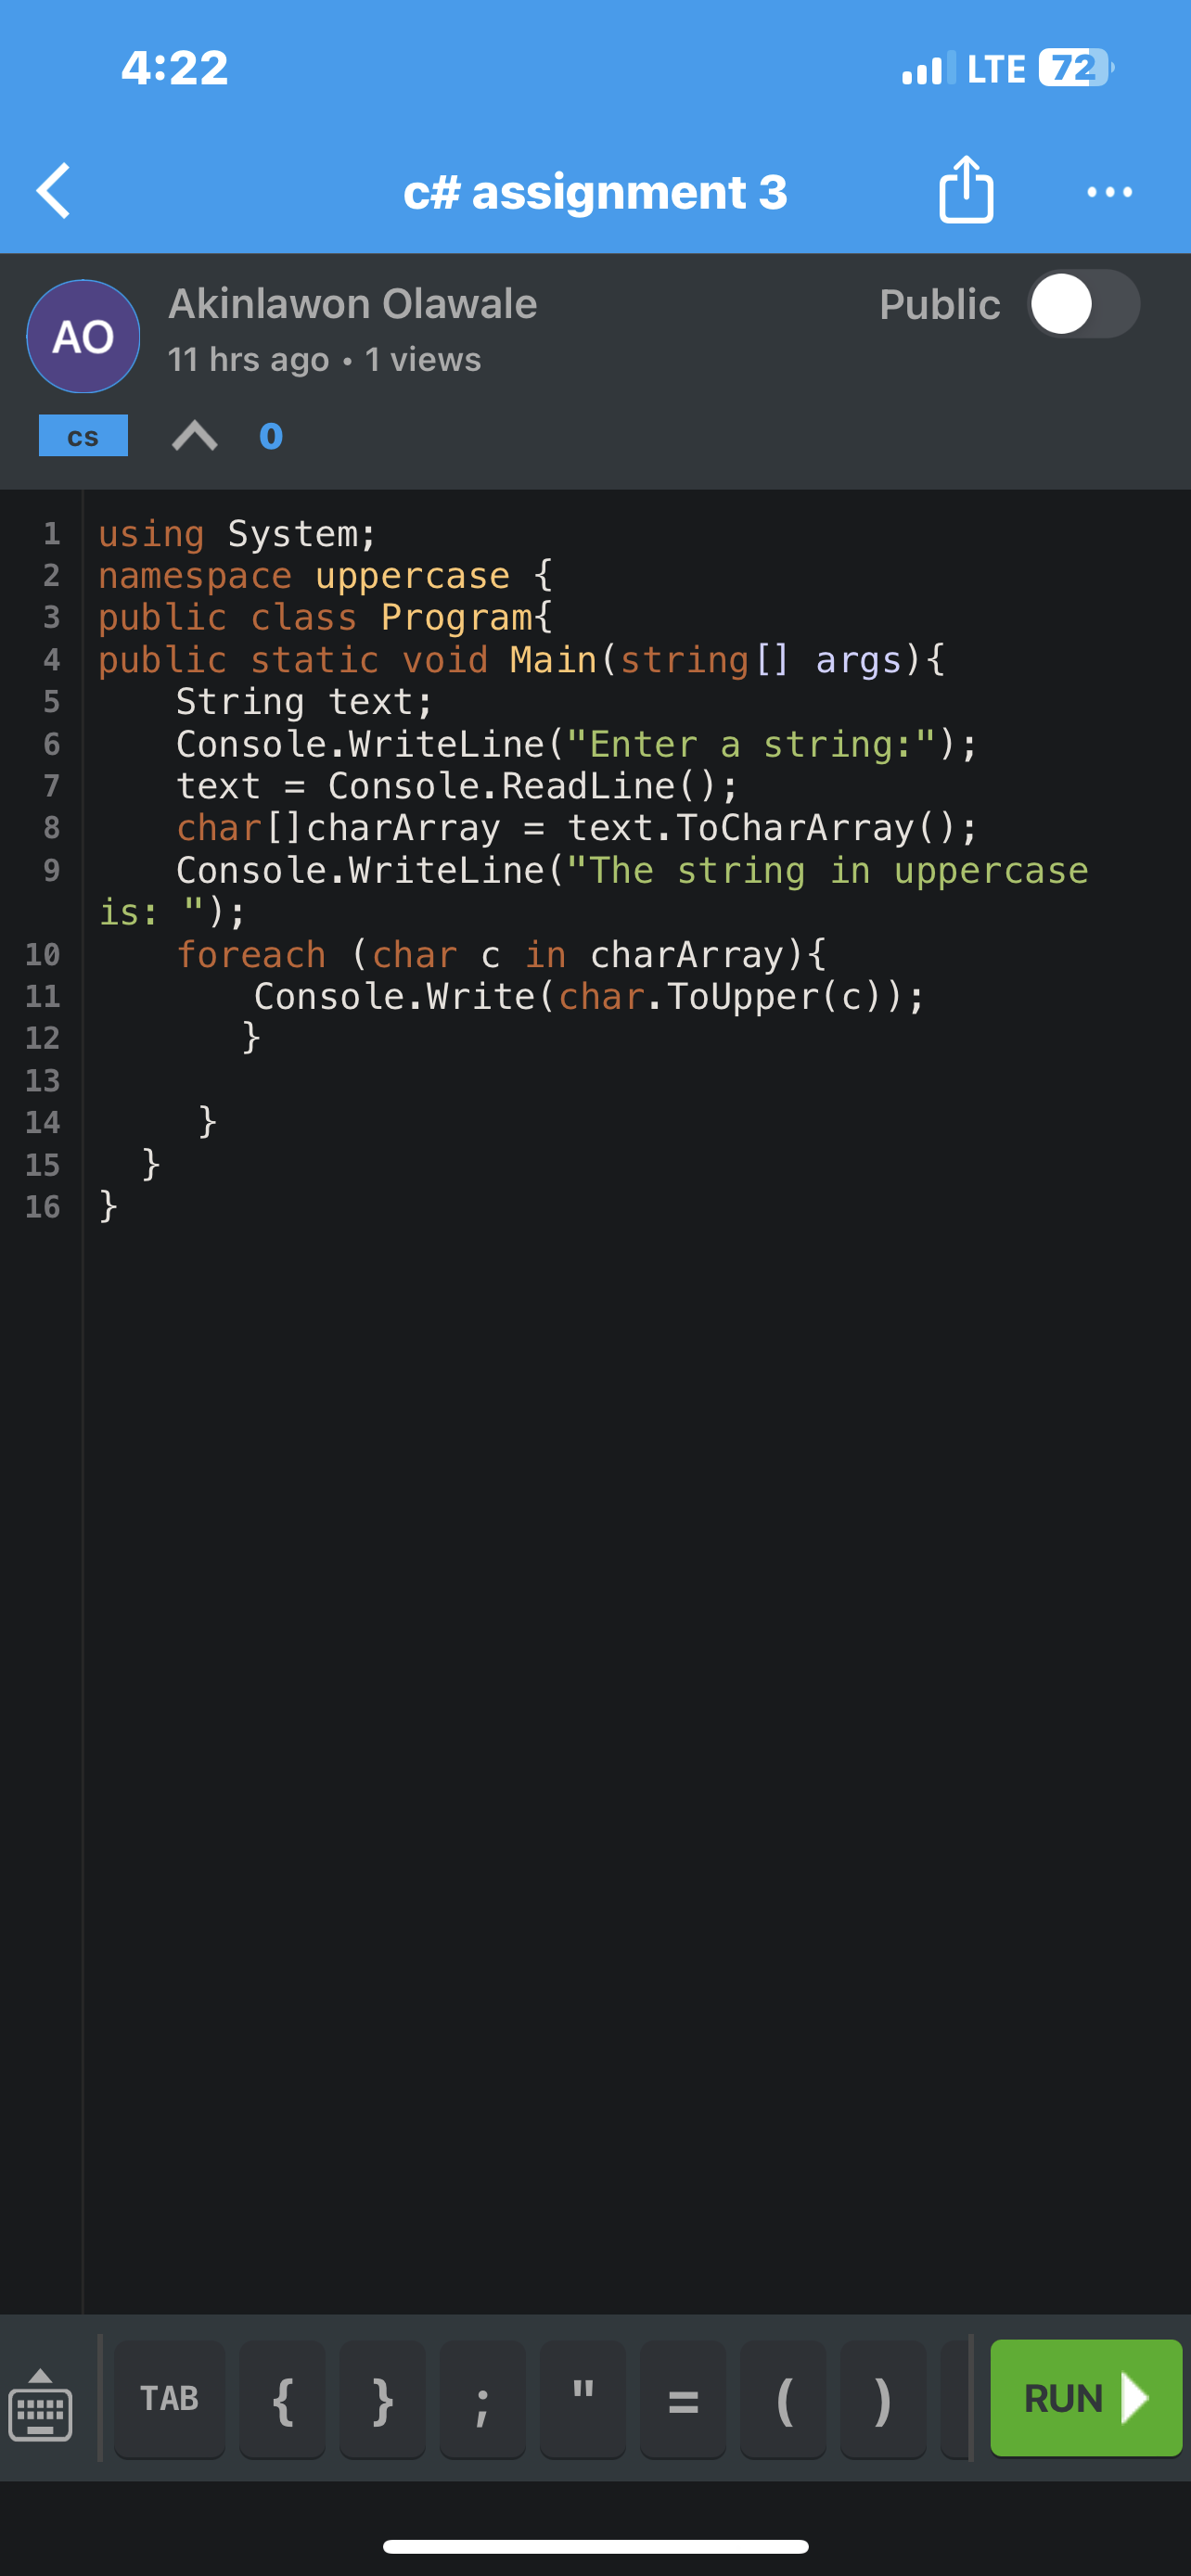 4:22 LTE 72
c# assignment 3
AO Akinlawon Olawale Public
11 hrs ago • 1 views
cs 0
1 using System;
2 namespace uppercase {
3 public class Program{
4 public static void Main(string[] args){
5 String text;
6 Console.WriteLine("Enter a string:");
7 text = Console.ReadLine();
8 char[]charArray = text.ToCharArray();
9 Console.WriteLine("The string in uppercase
is: ");
10 foreach (char c in charArray){
11 Console.Write(char.ToUpper(c));
12 }
13
14 }
15 }
16 }
TAB { } ; " = ( ) RUN